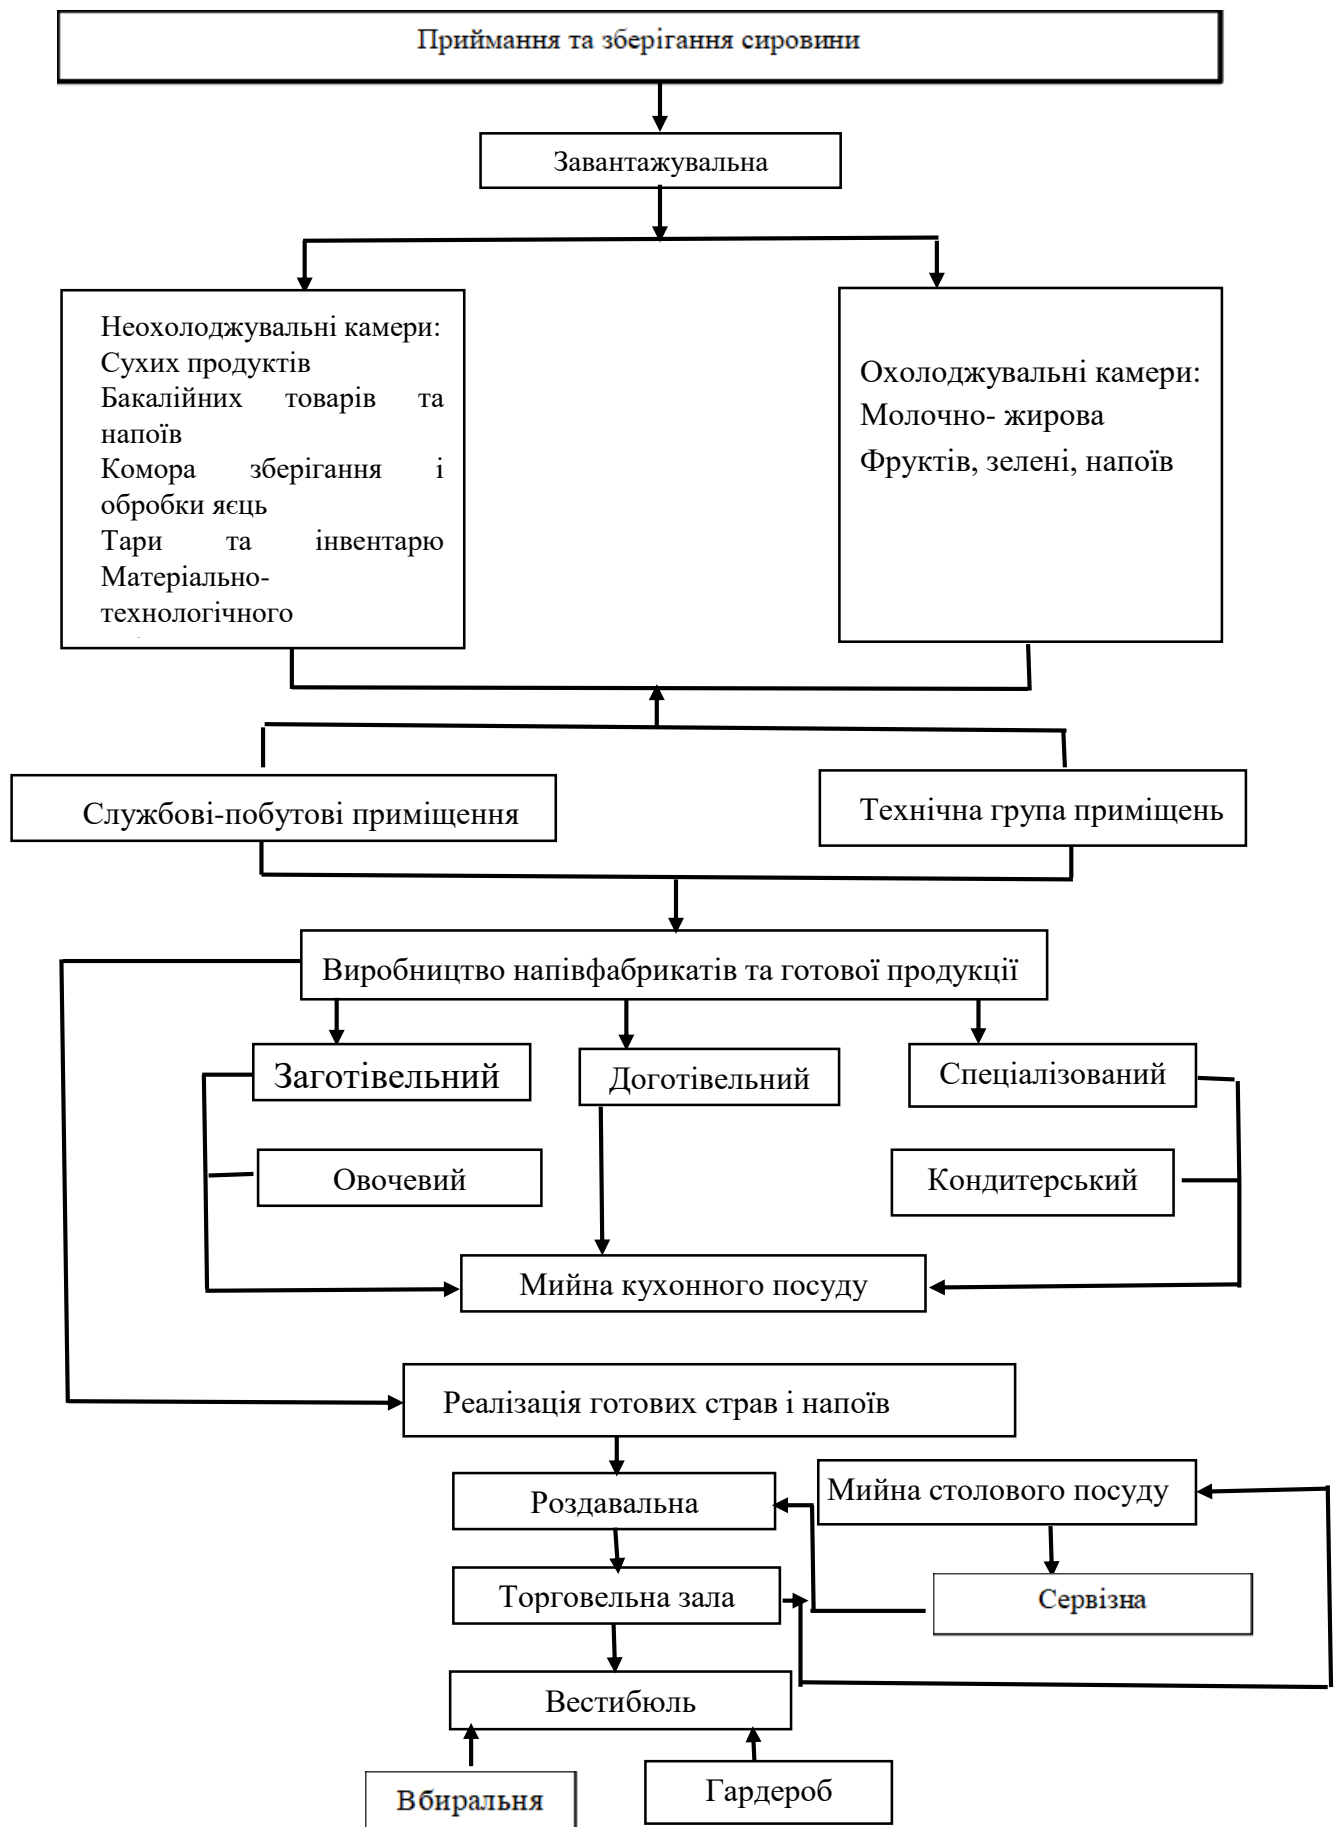 Приймання та зберігання сировини
Завантажувальна
Неохолоджувальні камери:
Сухих продуктів
Бакалійних товарів та
напоїв
Комора зберігання і
обробки яєць
Тари та інвентарю
Матеріально-
технологічного
Охолоджувальні камери:
Молочно- жирова
Фруктів, зелені, напоїв
Службові-побутові приміщення
Технічна група приміщень
Виробництво напівфабрикатів та готової продукції
Заготівельний
Доготівельний
Спеціалізований
Овочевий
Кондитерський
Мийна кухонного посуду
Реалізація готових страв і напоїв
Роздавальна
Мийна столового посуду
Торговельна зала
Сервізна
Вестибюль
Вбиральня
Гардероб